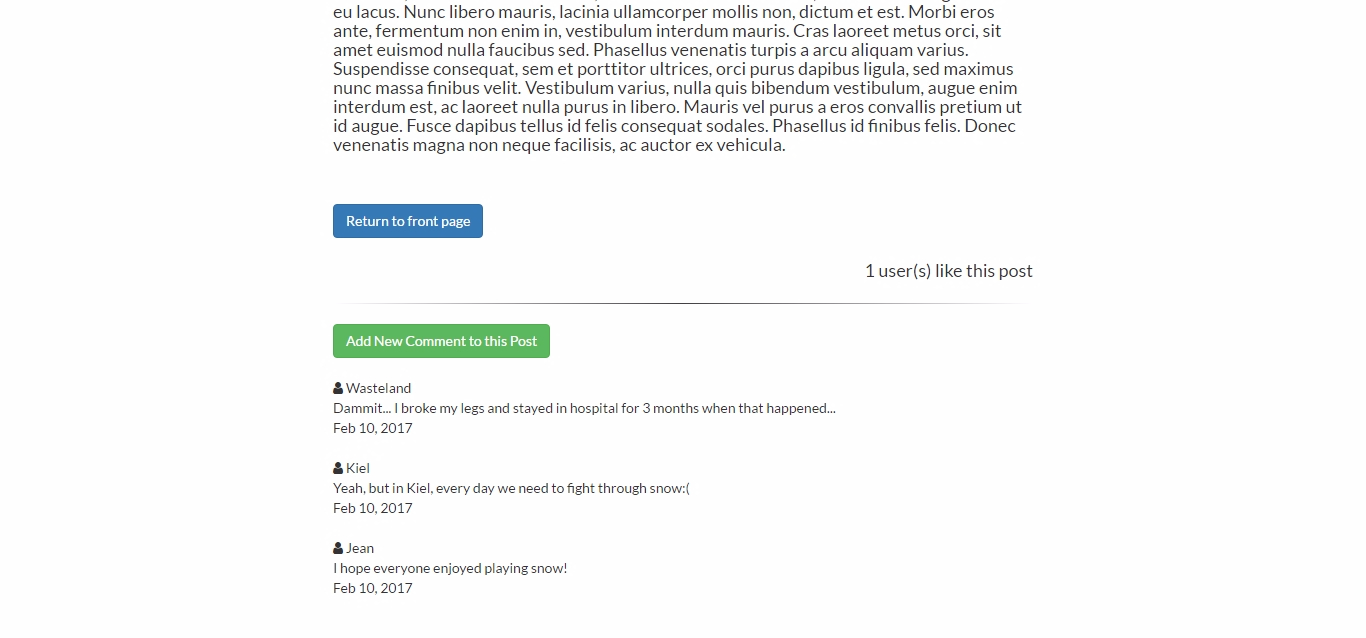 eu lacus. Nunc libero mauris, lacinia ullamcorper mollis non, dictum et est. Morbi eros
ante, fermentum non enim in, vestibulum interdum mauris. Cras laoreet metus orci, sit
amet euismod nulla faucibus sed. Phasellus venenatis turpis a arcu aliquam varius.
Suspendisse consequat, sem et porttitor ultrices, orci purus dapibus ligula, sed maximus
nunc massa finibus velit. Vestibulum varius, nulla quis bibendum vestibulum, augue enim
interdum est, ac laoreet nulla purus in libero. Mauris vel purus a eros convallis pretium ut
id augue. Fusce dapibus tellus id felis consequat sodales. Phasellus id finibus felis. Donec
venenatis magna non neque facilisis, ac auctor ex vehicula.
Return to front page
1 user(s) like this post
Add New Comment to this Post
Wasteland
Dammit... I broke my legs and stayed in hospital for 3 months when that happened...
Feb 10, 2017
Kiel
Yeah, but in Kiel, every day we need to fight through snow:(
Feb 10, 2017
Jean
I hope everyone enjoyed playing snow!
Feb 10, 2017